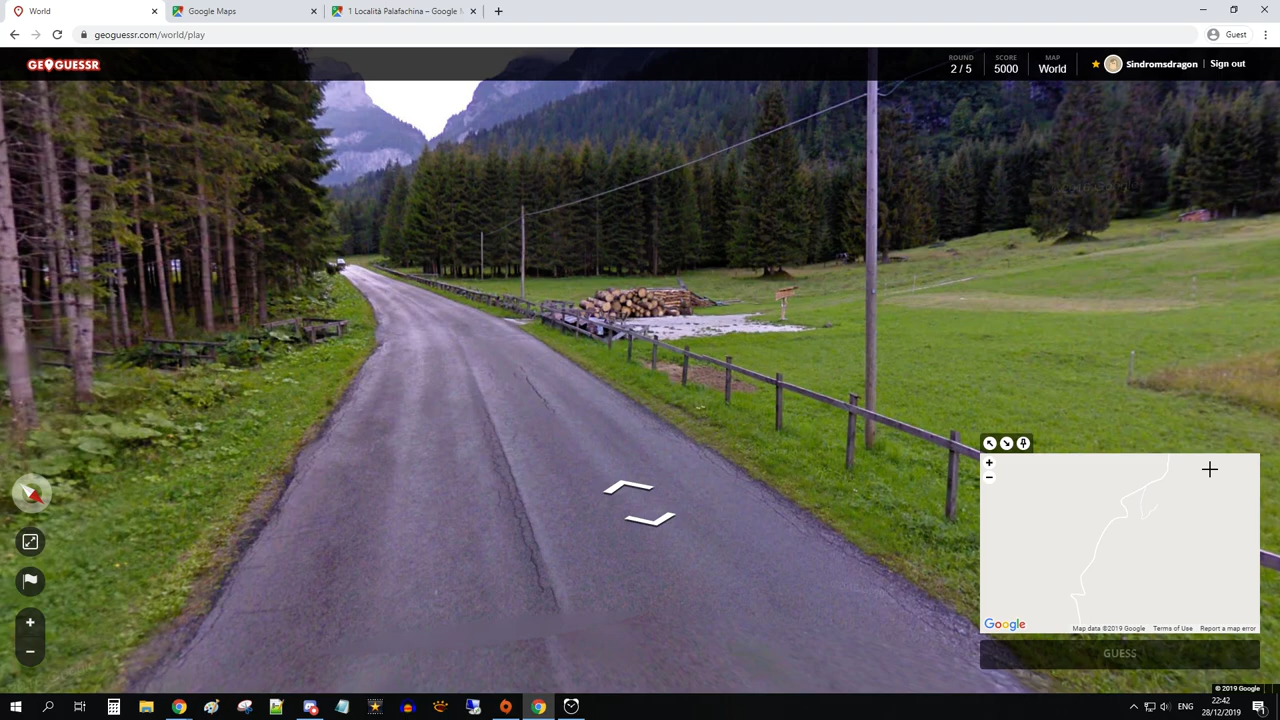 World
Google Maps
1 Località Palafachina – Google
geoguessr.com/world/play
Guest
GEOGUESSR
ROUND
2 / 5
SCORE
5000
MAP
World
Sindromsdragon
Sign out
Google
Map data ©2019 Google
Terms of Use
Report a map error
GUESS
© 2019 Google
ENG
22:42
28/12/2019